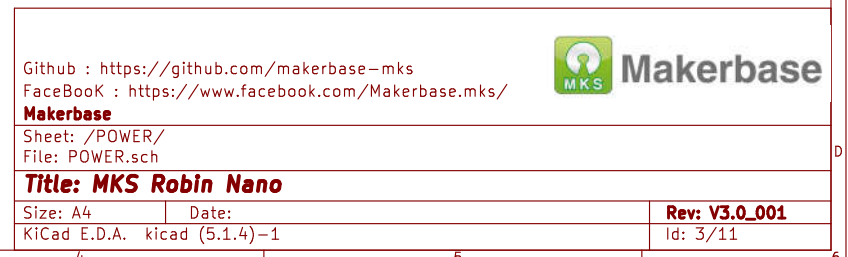 Github : https://github.com/makerbase-mks
FaceBooK : https://www.facebook.com/Makerbase.mks/
MKS Makerbase
Makerbase
Sheet: /POWER/
File: POWER.sch
D
Title: MKS Robin Nano
Size: A4 Date: Rev: V3.0_001
KiCad E.D.A. kicad (5.1.4)-1 Id: 3/11
4 5 6